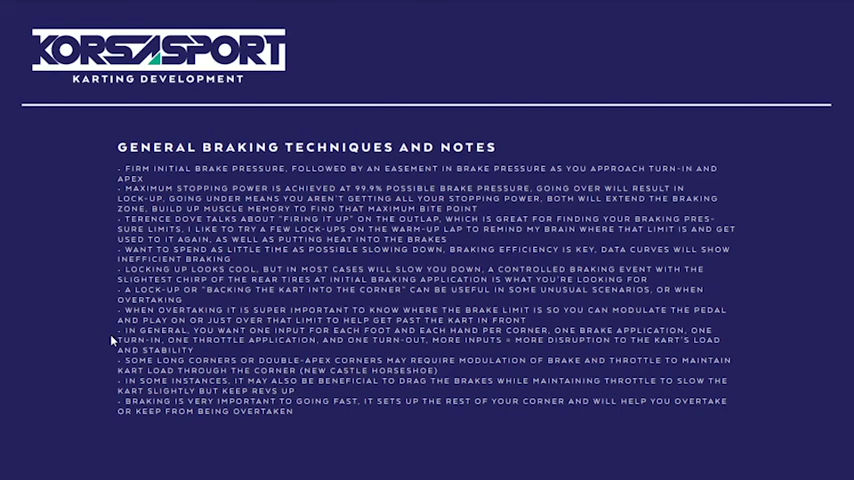 KORSASPORT
KARTING DEVELOPMENT
GENERAL BRAKING TECHNIQUES AND NOTES
- FIRM INITIAL BRAKE PRESSURE, FOLLOWED BY AN EASEMENT IN BRAKE PRESSURE AS YOU APPROACH TURN-IN AND
APEX
- MAXIMUM STOPPING POWER IS ACHIEVED AT 99.9% POSSIBLE BRAKE PRESSURE, GOING OVER WILL RESULT IN
LOCK-UP, GOING UNDER MEANS YOU AREN'T GETTING ALL YOUR STOPPING POWER, BOTH WILL EXTEND THE BRAKING
ZONE, BUILD UP MUSCLE MEMORY TO FIND THAT MAXIMUM BITE POINT
- TERENCE DOVE TALKS ABOUT "FIRING IT UP" ON THE OUTLAP, WHICH IS GREAT FOR FINDING YOUR BRAKING PRES-
SURE LIMITS, I LIKE TO TRY A FEW LOCK-UPS ON THE WARM-UP LAP TO REMIND MY BRAIN WHERE THAT LIMIT IS AND GET
USED TO IT AGAIN, AS WELL AS PUTTING HEAT INTO THE BRAKES
- WANT TO SPEND AS LITTLE TIME AS POSSIBLE SLOWING DOWN, BRAKING EFFICIENCY IS KEY, DATA CURVES WILL SHOW
INEFFICIENT BRAKING
- LOCKING UP LOOKS COOL, BUT IN MOST CASES WILL SLOW YOU DOWN, A CONTROLLED BRAKING EVENT WITH THE
SLIGHTEST CHIRP OF THE REAR TIRES AT INITIAL BRAKING APPLICATION IS WHAT YOU'RE LOOKING FOR
- A LOCK-UP OR "BACKING THE KART INTO THE CORNER" CAN BE USEFUL IN SOME UNUSUAL SCENARIOS, OR WHEN
OVERTAKING
- WHEN OVERTAKING IT IS SUPER IMPORTANT TO KNOW WHERE THE BRAKE LIMIT IS SO YOU CAN MODULATE THE PEDAL
AND PLAY ON OR JUST OVER THAT LIMIT TO HELP GET PAST THE KART IN FRONT
- IN GENERAL, YOU WANT ONE INPUT FOR EACH FOOT AND EACH HAND PER CORNER, ONE BRAKE APPLICATION, ONE
TURN-IN, ONE THROTTLE APPLICATION, AND ONE TURN-OUT, MORE INPUTS = MORE DISRUPTION TO THE KART'S LOAD
AND STABILITY
- SOME LONG CORNERS OR DOUBLE-APEX CORNERS MAY REQUIRE MODULATION OF BRAKE AND THROTTLE TO MAINTAIN
KART LOAD THROUGH THE CORNER (NEW CASTLE HORSESHOE)
- IN SOME INSTANCES, IT MAY ALSO BE BENEFICIAL TO DRAG THE BRAKES WHILE MAINTAINING THROTTLE TO SLOW THE
KART SLIGHTLY BUT KEEP REVS UP
- BRAKING IS VERY IMPORTANT TO GOING FAST, IT SETS UP THE REST OF YOUR CORNER AND WILL HELP YOU OVERTAKE
OR KEEP FROM BEING OVERTAKEN